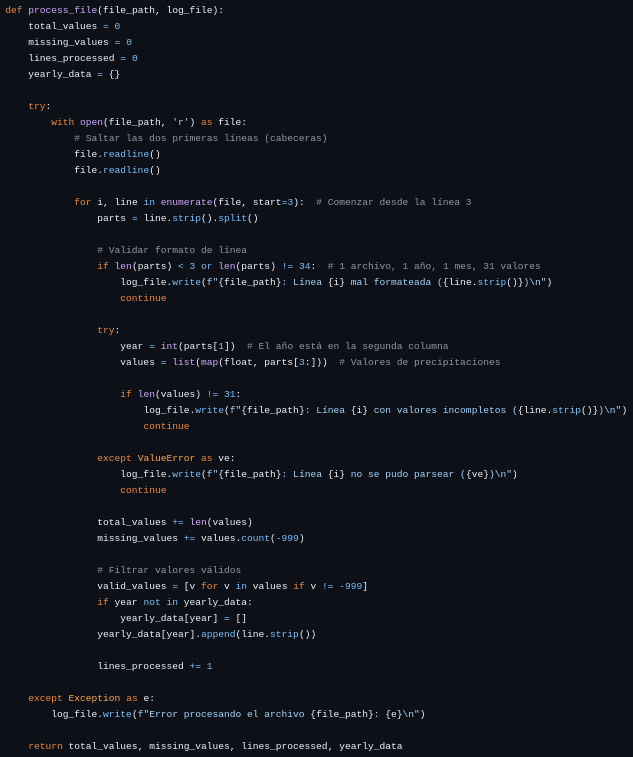 def process_file(file_path, log_file):
    total_values = 0
    missing_values = 0
    lines_processed = 0
    yearly_data = {}

    try:
        with open(file_path, 'r') as file:
            # Saltar las dos primeras líneas (cabeceras)
            file.readline()
            file.readline()

            for i, line in enumerate(file, start=3):  # Comenzar desde la línea 3
                parts = line.strip().split()

                # Validar formato de línea
                if len(parts) < 3 or len(parts) != 34:  # 1 archivo, 1 año, 1 mes, 31 valores
                    log_file.write(f"{file_path}: Línea {i} mal formateada ({line.strip()})\n")
                    continue

                try:
                    year = int(parts[1])  # El año está en la segunda columna
                    values = list(map(float, parts[3:]))  # Valores de precipitaciones

                    if len(values) != 31:
                        log_file.write(f"{file_path}: Línea {i} con valores incompletos ({line.strip()})\n")
                        continue

                except ValueError as ve:
                    log_file.write(f"{file_path}: Línea {i} no se pudo parsear ({ve})\n")
                    continue

                total_values += len(values)
                missing_values += values.count(-999)

                # Filtrar valores válidos
                valid_values = [v for v in values if v != -999]
                if year not in yearly_data:
                    yearly_data[year] = []
                yearly_data[year].append(line.strip())

                lines_processed += 1

    except Exception as e:
        log_file.write(f"Error procesando el archivo {file_path}: {e}\n")

    return total_values, missing_values, lines_processed, yearly_data